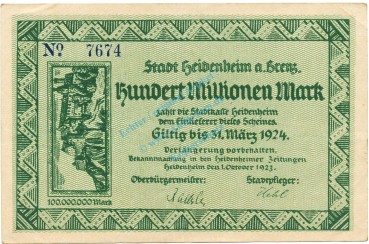 No 7674
Stadt Heidenheim a. Brenz.
Hundert Millionen Mark
zahlt die Stadtkasse Heidenheim
dem Einlieferer dieses Scheines.
Giltig bis 31. März 1924.
Verlängerung vorbehalten.
Bekanntmachung in den Heidenheimer Zeitungen
Heidenheim den 1. Oktober 1923.
Oberbürgermeister: Stadtpfleger:
100,000,000 Mark